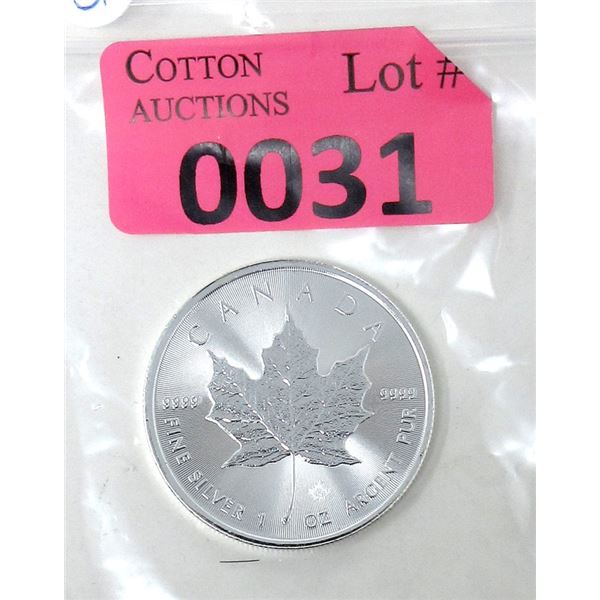 COTTON
AUCTIONS
Lot #
0031
CANADA
9999 9999
FINE SILVER 1 OZ ARGENT PUR